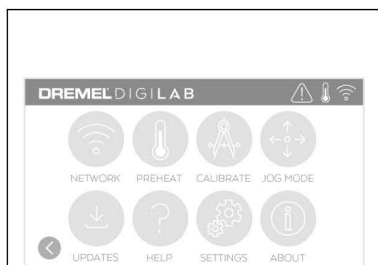 DREMEL DIGILAB
NETWORK PREHEAT CALIBRATE JOG MODE
UPDATES HELP SETTINGS ABOUT